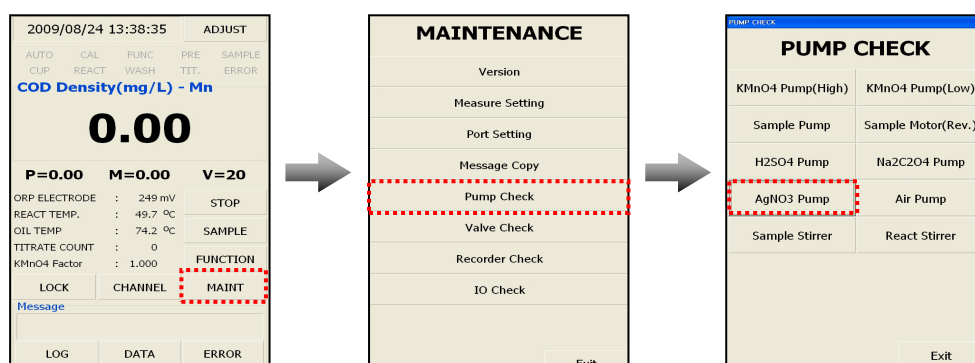 2009/08/24 13:38:35 ADJUST
AUTO CAL FUNC PRE SAMPLE
CUP REACT WASH TIT. ERROR
COD Density(mg/L) - Mn
0.00
P=0.00 M=0.00 V=20
ORP ELECTRODE : 249 mV
REACT TEMP. : 49.7 ºC
OIL TEMP : 74.2 ºC
TITRATE COUNT : 0
KMnO4 Factor : 1.000
STOP
SAMPLE
FUNCTION
LOCK CHANNEL MAINT
Message
LOG DATA ERROR
MAINTENANCE
Version
Measure Setting
Port Setting
Message Copy
Pump Check
Valve Check
Recorder Check
IO Check
Exit
PUMP CHECK
PUMP CHECK
KMnO4 Pump(High) KMnO4 Pump(Low)
Sample Pump Sample Motor(Rev.)
H2SO4 Pump Na2C2O4 Pump
AgNO3 Pump Air Pump
Sample Stirrer React Stirrer
Exit